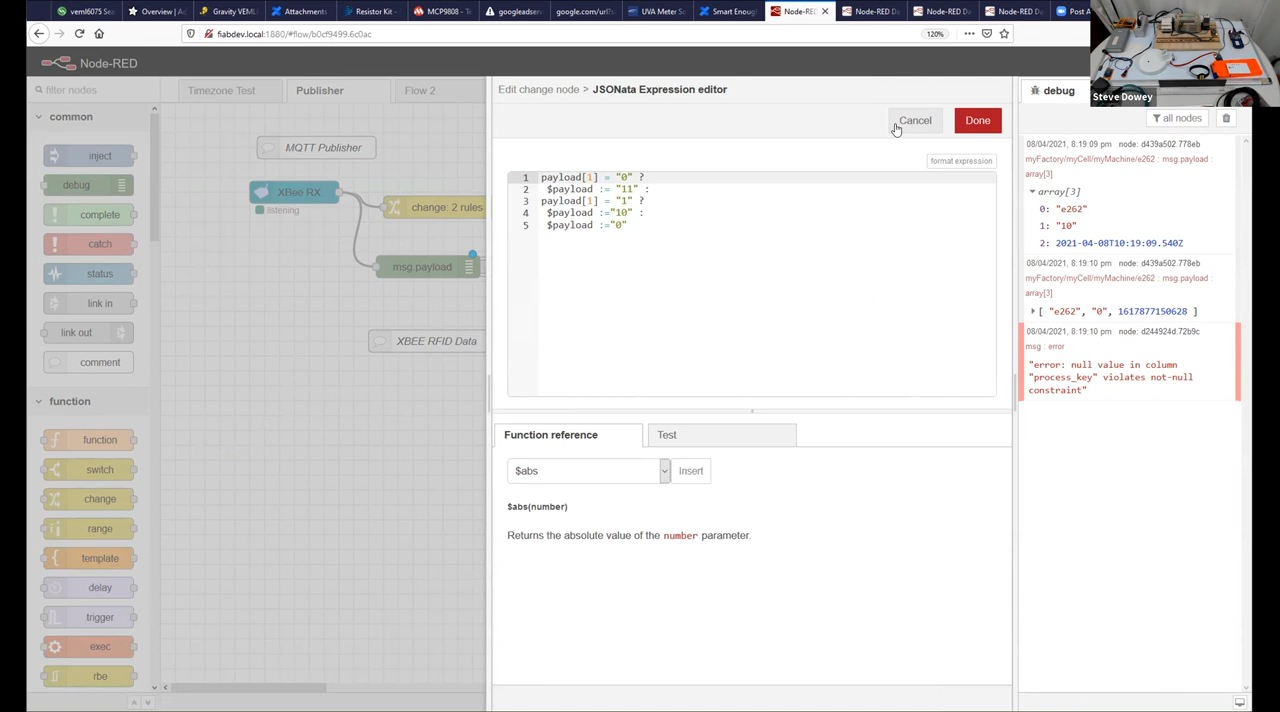 veml6075 Sea
Overview | Ad
Gravity VEML
Attachments
Resistor Kit -
MCP9808 - T
googleadserv
google.com/url?s
UVA Meter Sc
Smart Enoug
Node-RED
Node-RED Da
Node-RED Da
Node-RED Da
Post A
fiabdev.local:1880/#flow/b0cf9499.6c0ac
120%
Node-RED
Steve Dowey
filter nodes
Timezone Test
Publisher
Flow 2
Edit change node > JSONata Expression editor
debug
common
Cancel
Done
all nodes
MQTT Publisher
inject
debug
complete
catch
status
link in
link out
comment
function
function
switch
change
range
template
delay
trigger
exec
rbe
XBee RX
listening
change: 2 rules
msg.payload
XBEE RFID Data
format expression
1 payload[1] = "0" ?
2 $payload := "11" :
3 payload[1] = "1" ?
4 $payload :="10" :
5 $payload :="0"
Function reference
Test
$abs
Insert
$abs(number)
Returns the absolute value of the number parameter.
08/04/2021, 8:19:09 pm node: d439a502.778eb
myFactory/myCell/myMachine/e262 : msg.payload :
array[3]
array[3]
0: "e262"
1: "10"
2: 2021-04-08T10:19:09.540Z
08/04/2021, 8:19:10 pm node: d439a502.778eb
myFactory/myCell/myMachine/e262 : msg.payload :
array[3]
[ "e262", "0", 1617877150628 ]
08/04/2021, 8:19:10 pm node: d244924d.72b9c
msg : error
"error: null value in column
"process_key" violates not-null
constraint"